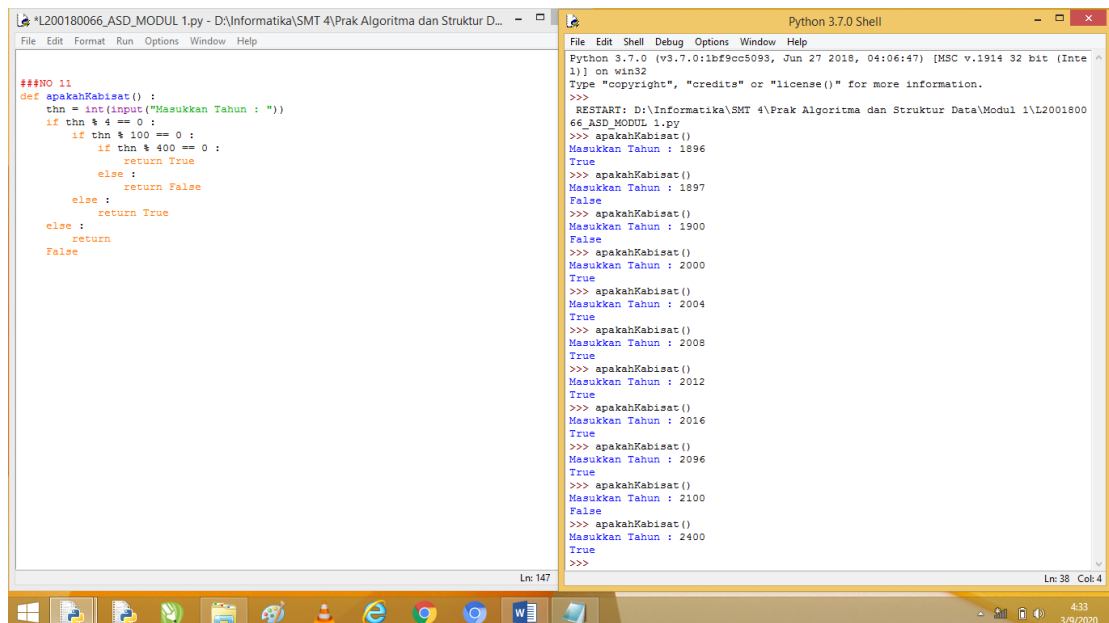 *L200180066_ASD_MODUL 1.py - D:\Informatika\SMT 4\Prak Algoritma dan Struktur D...
File Edit Format Run Options Window Help
###NO 11
def apakahKabisat() :
    thn = int(input("Masukkan Tahun : "))
    if thn % 4 == 0 :
        if thn % 100 == 0 :
            if thn % 400 == 0 :
                return True
            else :
                return False
        else :
            return True
    else :
        return
    False
Ln: 147
Python 3.7.0 Shell
File Edit Shell Debug Options Window Help
Python 3.7.0 (v3.7.0:1bf9cc5093, Jun 27 2018, 04:06:47) [MSC v.1914 32 bit (Inte
l)] on win32
Type "copyright", "credits" or "license()" for more information.
>>>
 RESTART: D:\Informatika\SMT 4\Prak Algoritma dan Struktur Data\Modul 1\L2001800
66_ASD_MODUL 1.py
>>> apakahKabisat()
Masukkan Tahun : 1896
True
>>> apakahKabisat()
Masukkan Tahun : 1897
False
>>> apakahKabisat()
Masukkan Tahun : 1900
False
>>> apakahKabisat()
Masukkan Tahun : 2000
True
>>> apakahKabisat()
Masukkan Tahun : 2004
True
>>> apakahKabisat()
Masukkan Tahun : 2008
True
>>> apakahKabisat()
Masukkan Tahun : 2012
True
>>> apakahKabisat()
Masukkan Tahun : 2016
True
>>> apakahKabisat()
Masukkan Tahun : 2096
True
>>> apakahKabisat()
Masukkan Tahun : 2100
False
>>> apakahKabisat()
Masukkan Tahun : 2400
True
>>>
Ln: 38 Col: 4
4:33
3/9/2020